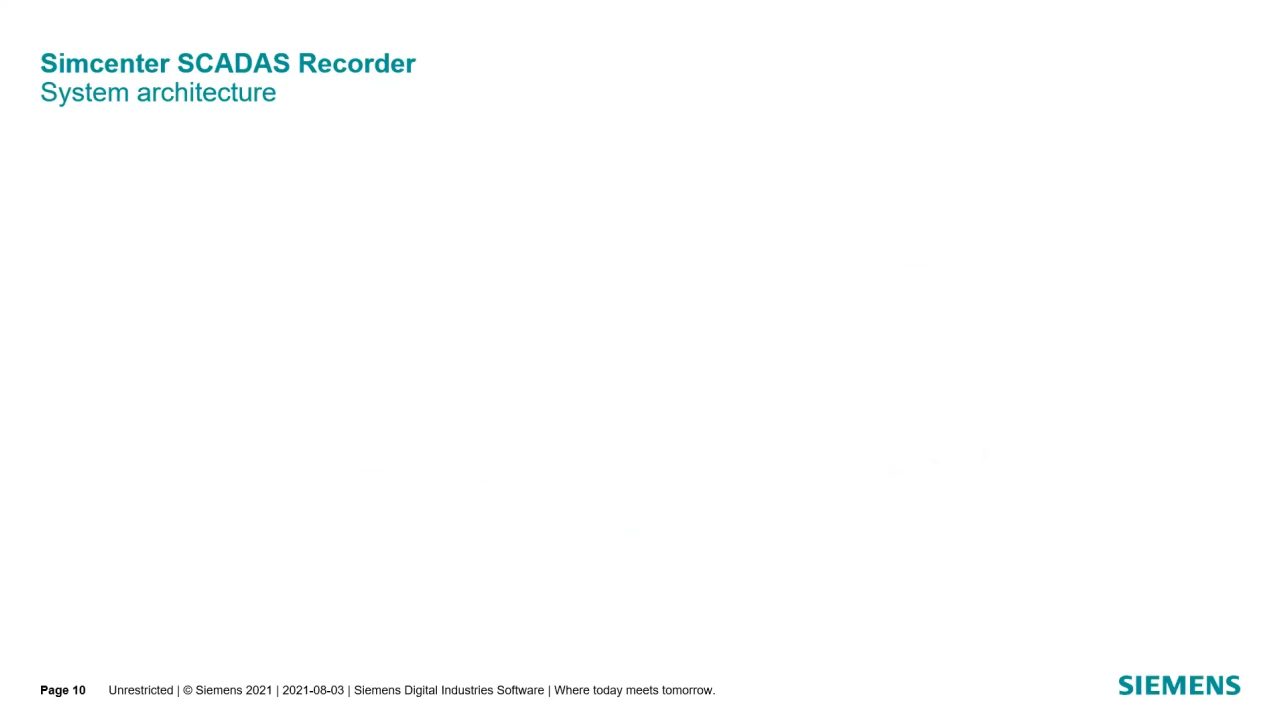 Simcenter SCADAS Recorder
System architecture
Page 10 Unrestricted | © Siemens 2021 | 2021-08-03 | Siemens Digital Industries Software | Where today meets tomorrow.
SIEMENS